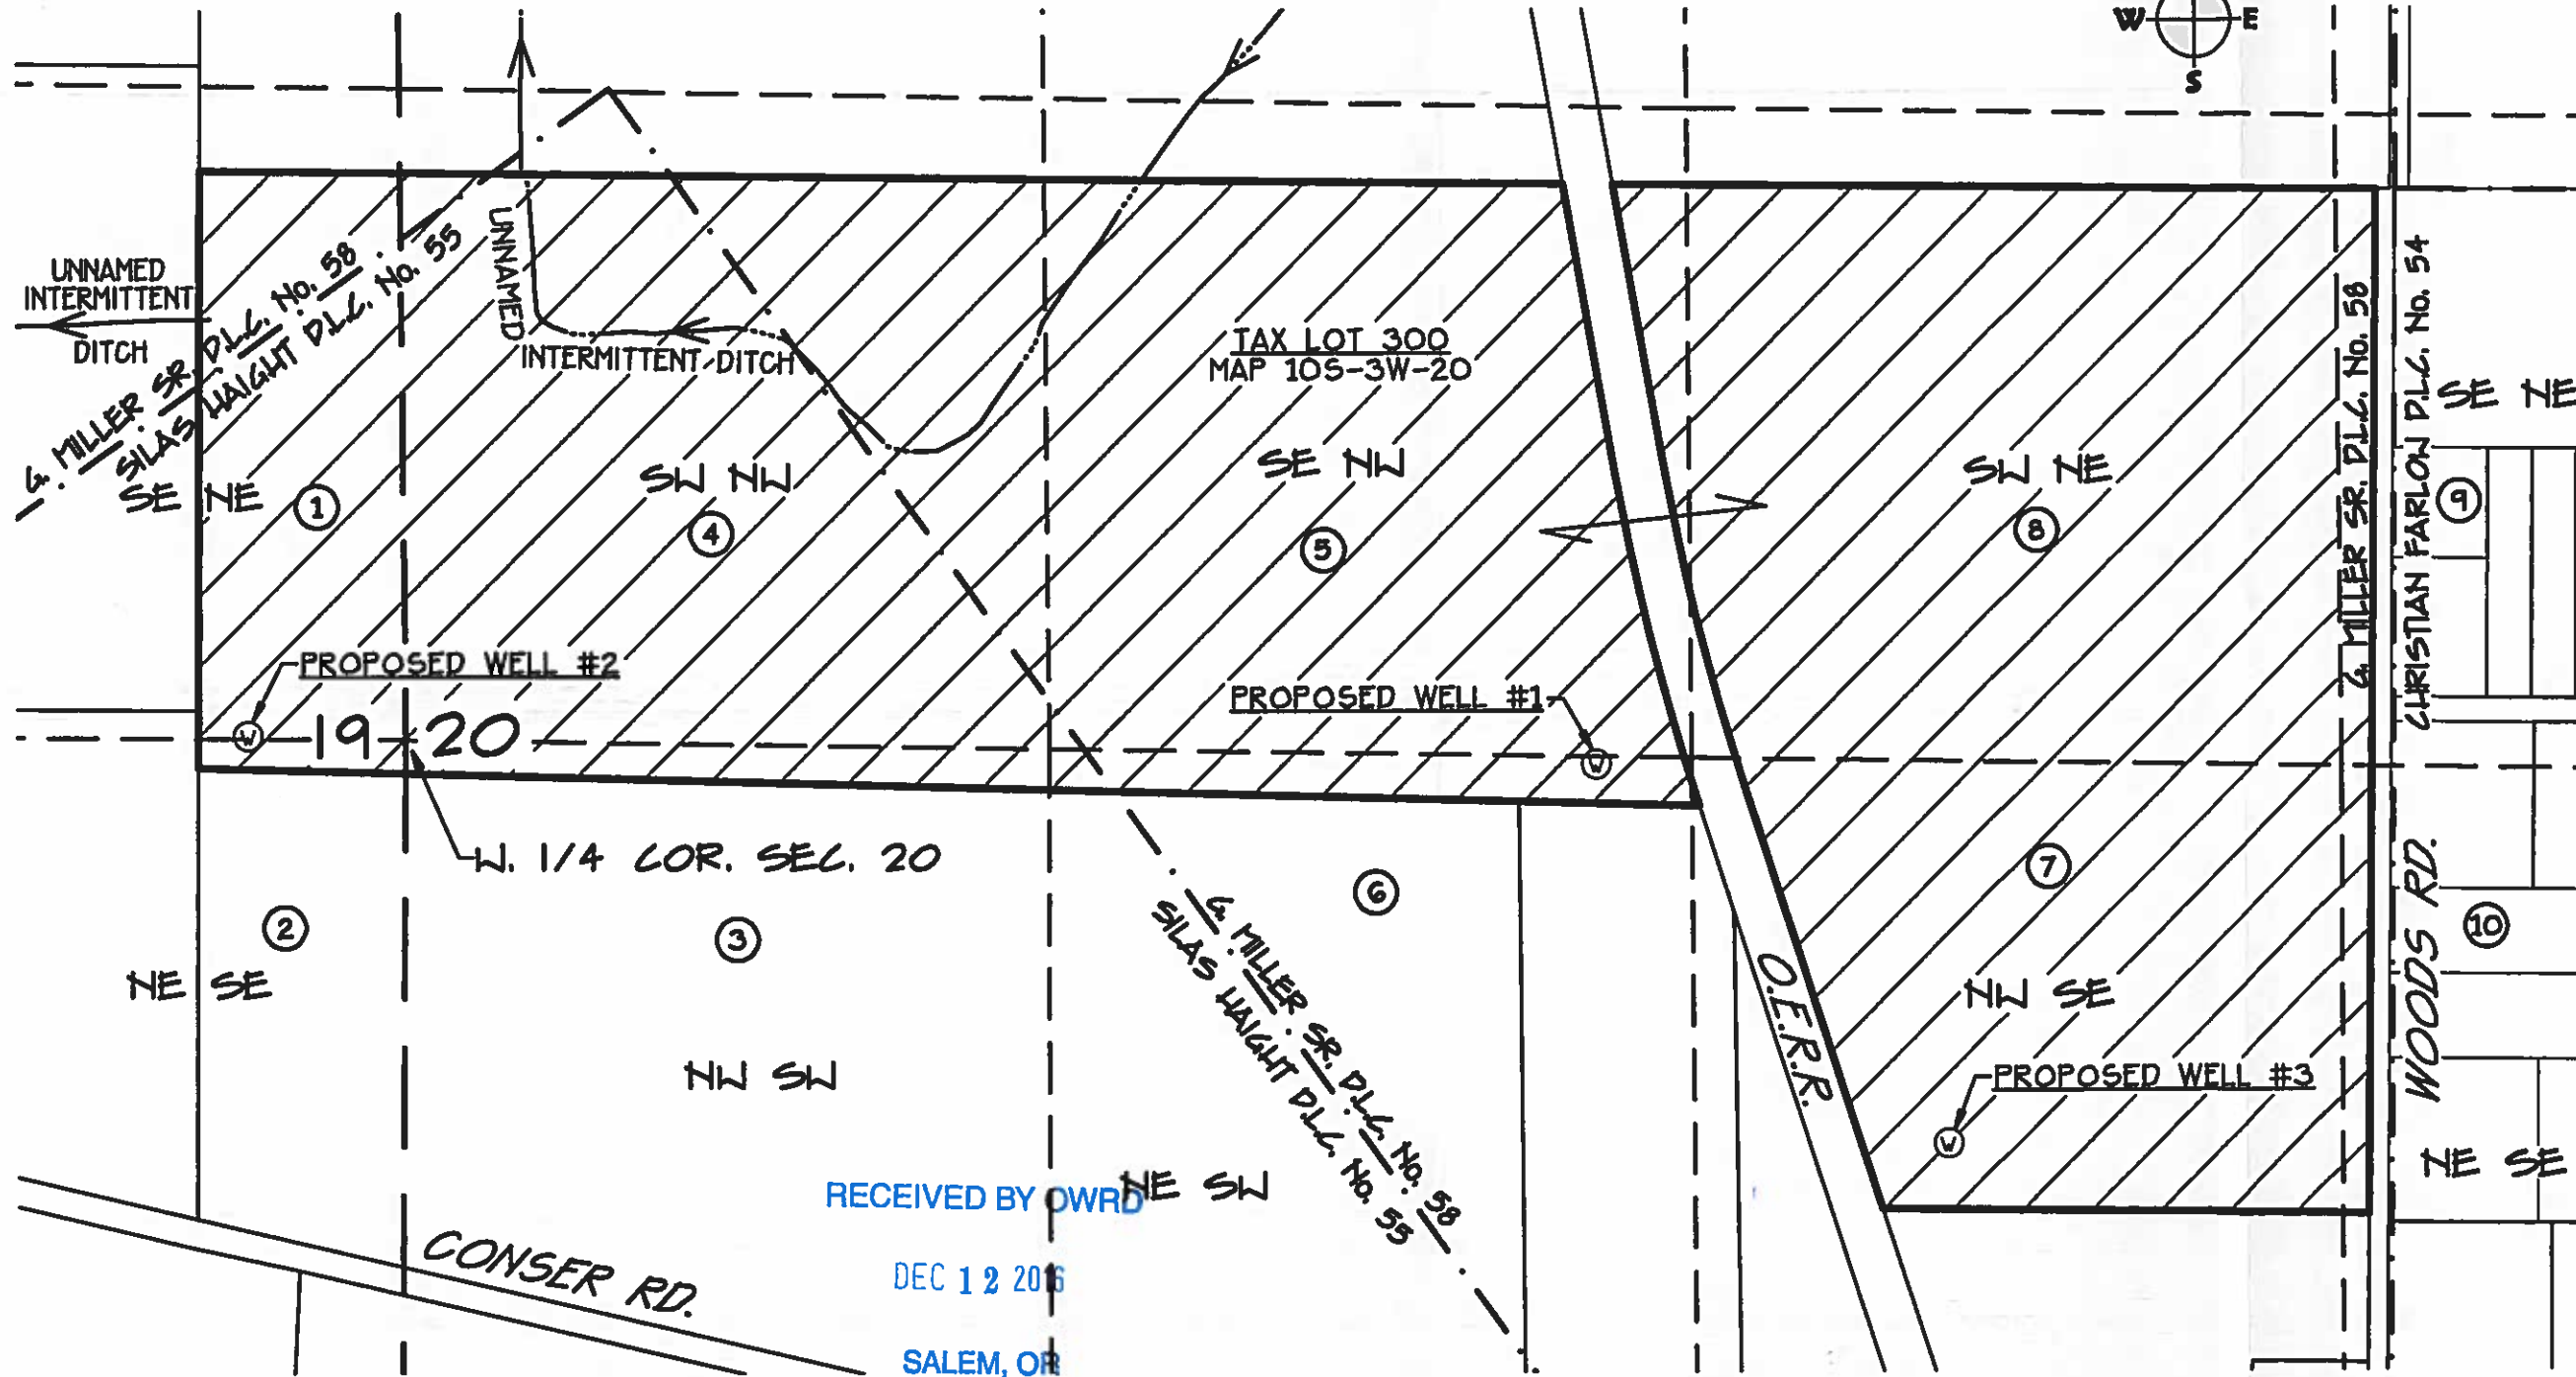 W E
S
UNNAMED
INTERMITTENT
DITCH
G. MILLER SR. D.L.C. No. 58
SILAS HAIGHT D.L.C. No. 55
UNNAMED
INTERMITTENT DITCH
TAX LOT 300
MAP 10S-3W-20
SE NE
1
SW NW
4
SE NW
5
SW NE
8
G. MILLER SR. D.L.C. No. 58
CHRISTIAN FARLOW D.L.C. No. 54
SE NE
9
PROPOSED WELL #2
W
19 20
PROPOSED WELL #1
W
W. 1/4 COR. SEC. 20
2
3
6
7
10
NE SE
NW SW
G. MILLER SR. D.L.C. No. 58
SILAS HAIGHT D.L.C. No. 55
O.E.R.R.
NW SE
WOODS RD.
PROPOSED WELL #3
W
NE SE
NE SW
RECEIVED BY OWRD
DEC 12 2016
SALEM, OR
CONSER RD.